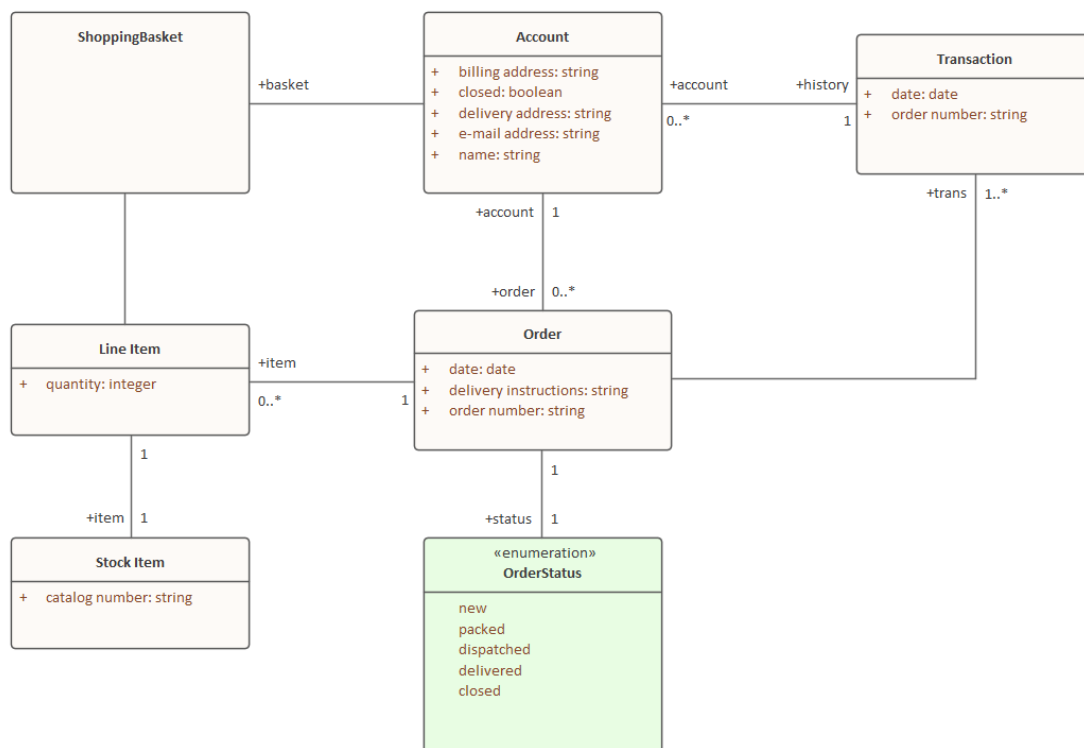 ShoppingBasket
+basket
Account
+ billing address: string
+ closed: boolean
+ delivery address: string
+ e-mail address: string
+ name: string
+account
0..*
+history
1
Transaction
+ date: date
+ order number: string
+account
1
+trans
1..*
+order
0..*
Line Item
+ quantity: integer
+item
0..*
1
Order
+ date: date
+ delivery instructions: string
+ order number: string
1
+item
1
1
+status
1
Stock Item
+ catalog number: string
«enumeration»
OrderStatus
new
packed
dispatched
delivered
closed